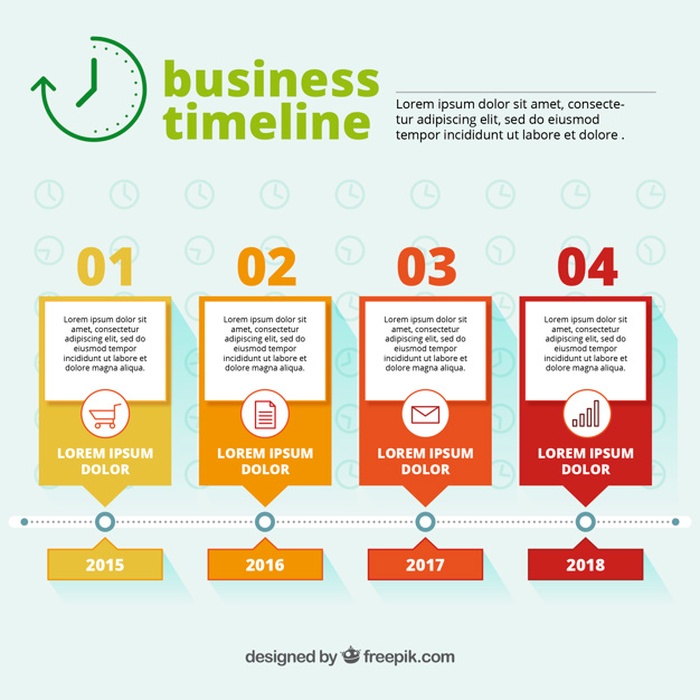 business
timeline
Lorem ipsum dolor sit amet, consecte-
tur adipiscing elit, sed do eiusmod
tempor incididunt ut labore et dolore .
01
Lorem ipsum dolor sit
amet, consectetur
adipiscing elit, sed do
eiusmod tempor
incididunt ut labore et
dolore magna aliqua.
LOREM IPSUM
DOLOR
2015
02
Lorem ipsum dolor sit
amet, consectetur
adipiscing elit, sed do
eiusmod tempor
incididunt ut labore et
dolore magna aliqua.
LOREM IPSUM
DOLOR
2016
03
Lorem ipsum dolor sit
amet, consectetur
adipiscing elit, sed do
eiusmod tempor
incididunt ut labore et
dolore magna aliqua.
LOREM IPSUM
DOLOR
2017
04
Lorem ipsum dolor sit
amet, consectetur
adipiscing elit, sed do
eiusmod tempor
incididunt ut labore et
dolore magna aliqua.
LOREM IPSUM
DOLOR
2018
designed by freepik.com